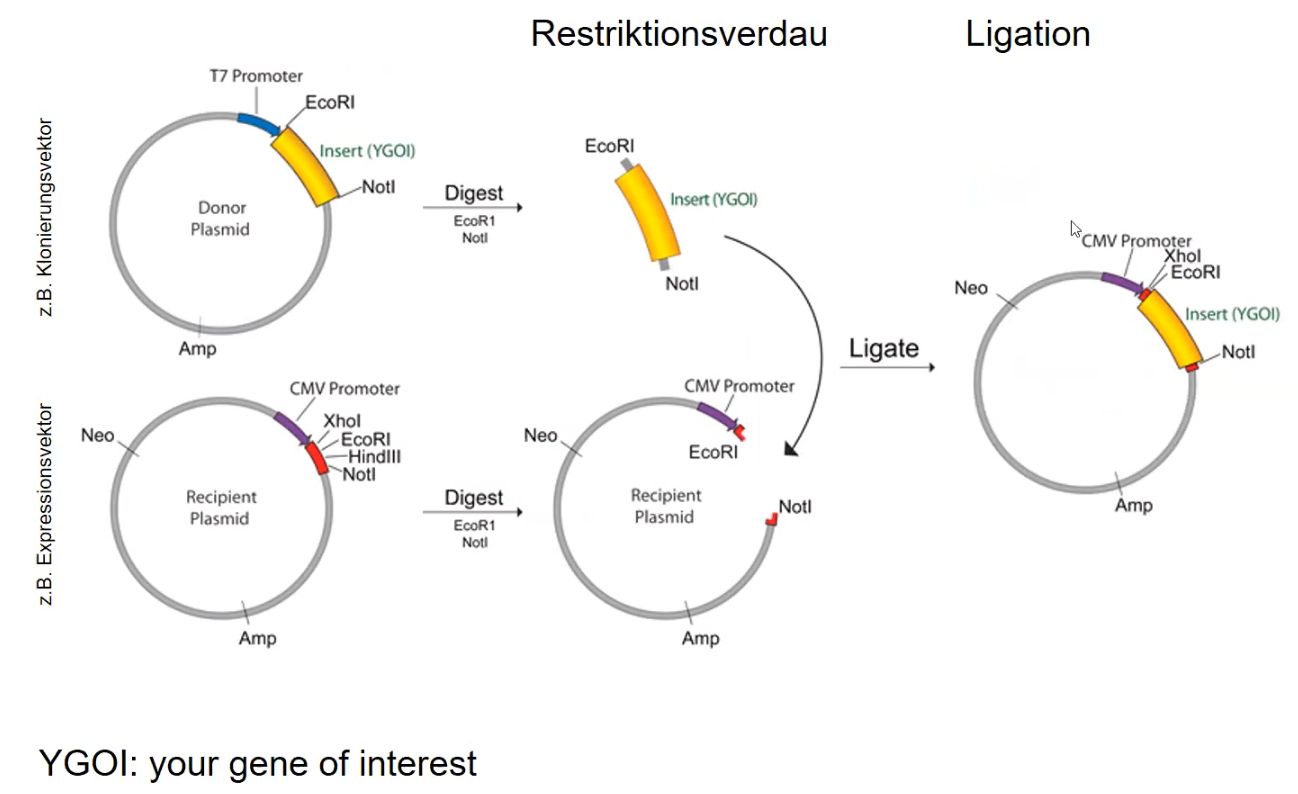 Restriktionsverdau
Ligation
z.B. Klonierungsvektor
T7 Promoter
EcoRI
Insert (YGOI)
NotI
Donor
Plasmid
Amp
Digest
EcoR1
NotI
EcoRI
Insert (YGOI)
NotI
z.B. Expressionsvektor
CMV Promoter
XhoI
EcoRI
HindIII
NotI
Neo
Recipient
Plasmid
Amp
Digest
EcoR1
NotI
CMV Promoter
Neo
EcoRI
NotI
Recipient
Plasmid
Amp
Ligate
CMV Promoter
XhoI
EcoRI
Neo
Insert (YGOI)
NotI
Amp
YGOI: your gene of interest